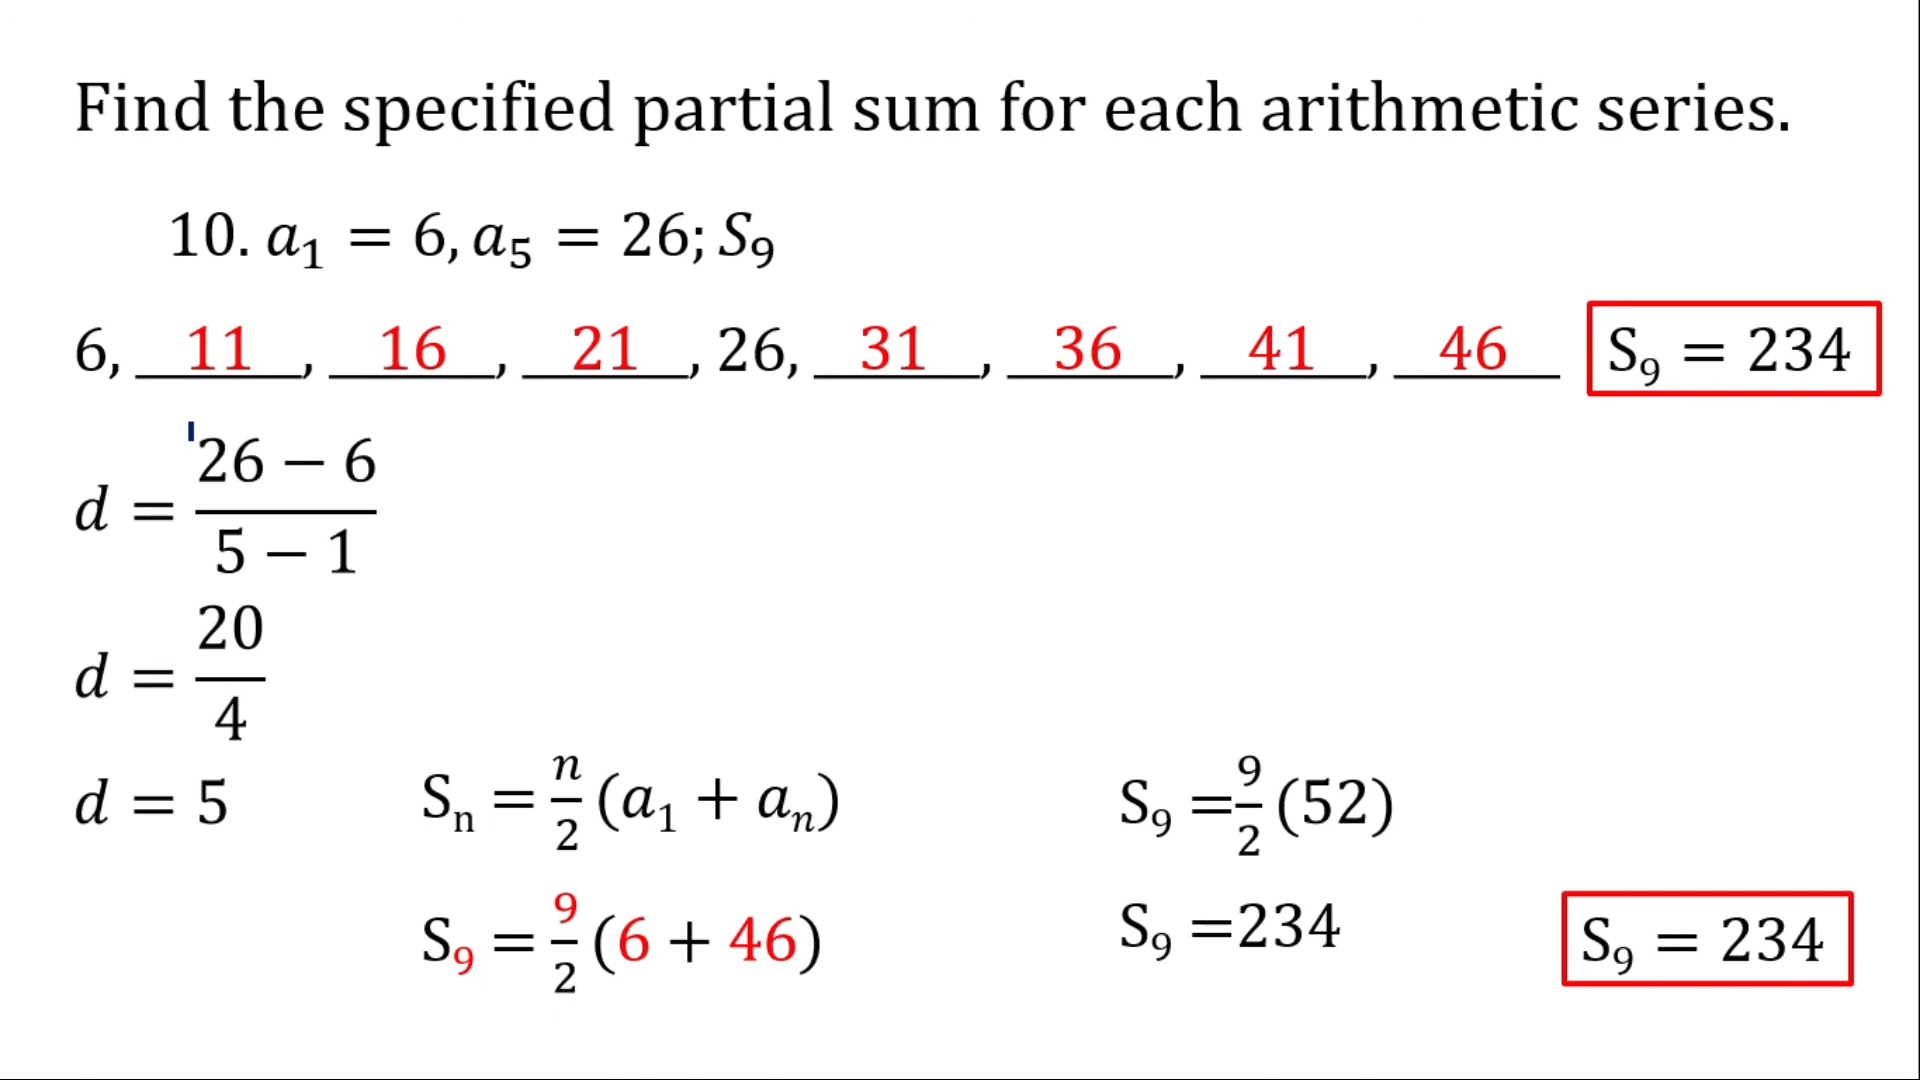 Find the specified partial sum for each arithmetic series.
10. a₁ = 6, a₅ = 26; S₉
6, 11, 16, 21, 26, 31, 36, 41, 46 S₉ = 234
d = (26 − 6)/(5 − 1)
d = 20/4
d = 5 Sₙ = n/2 (a₁ + aₙ) S₉ = 9/2 (52)
S₉ = 9/2 (6 + 46) S₉ = 234 S₉ = 234